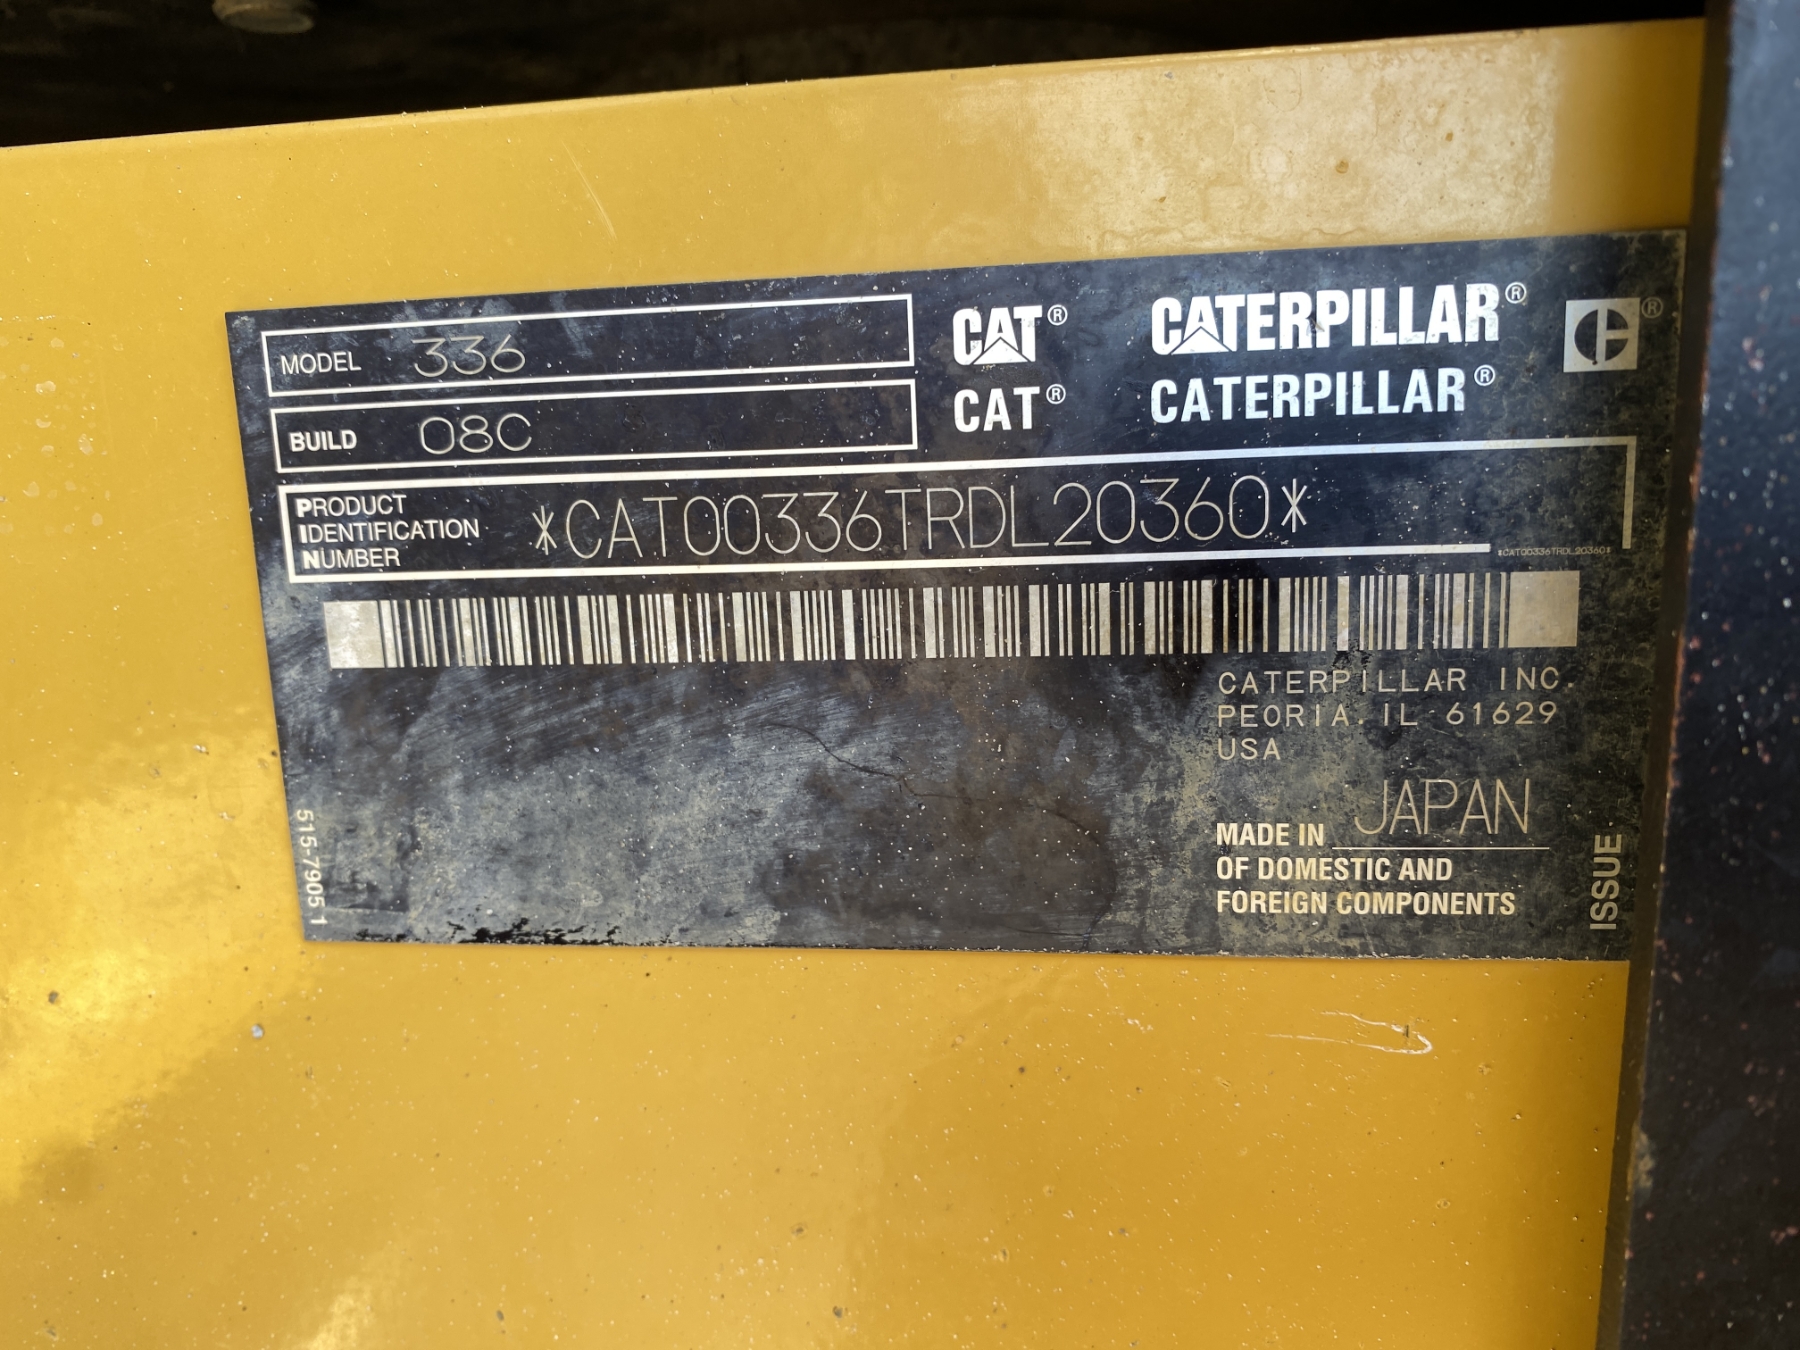 MODEL 336
BUILD 08C
CAT® CATERPILLAR® ®
CAT® CATERPILLAR®
PRODUCT
IDENTIFICATION
NUMBER
*CAT00336TRDL20360*
*CAT00336TRDL20360*
CATERPILLAR INC.
PEORIA, IL 61629
USA
MADE IN JAPAN
OF DOMESTIC AND
FOREIGN COMPONENTS
515-7905 1
ISSUE